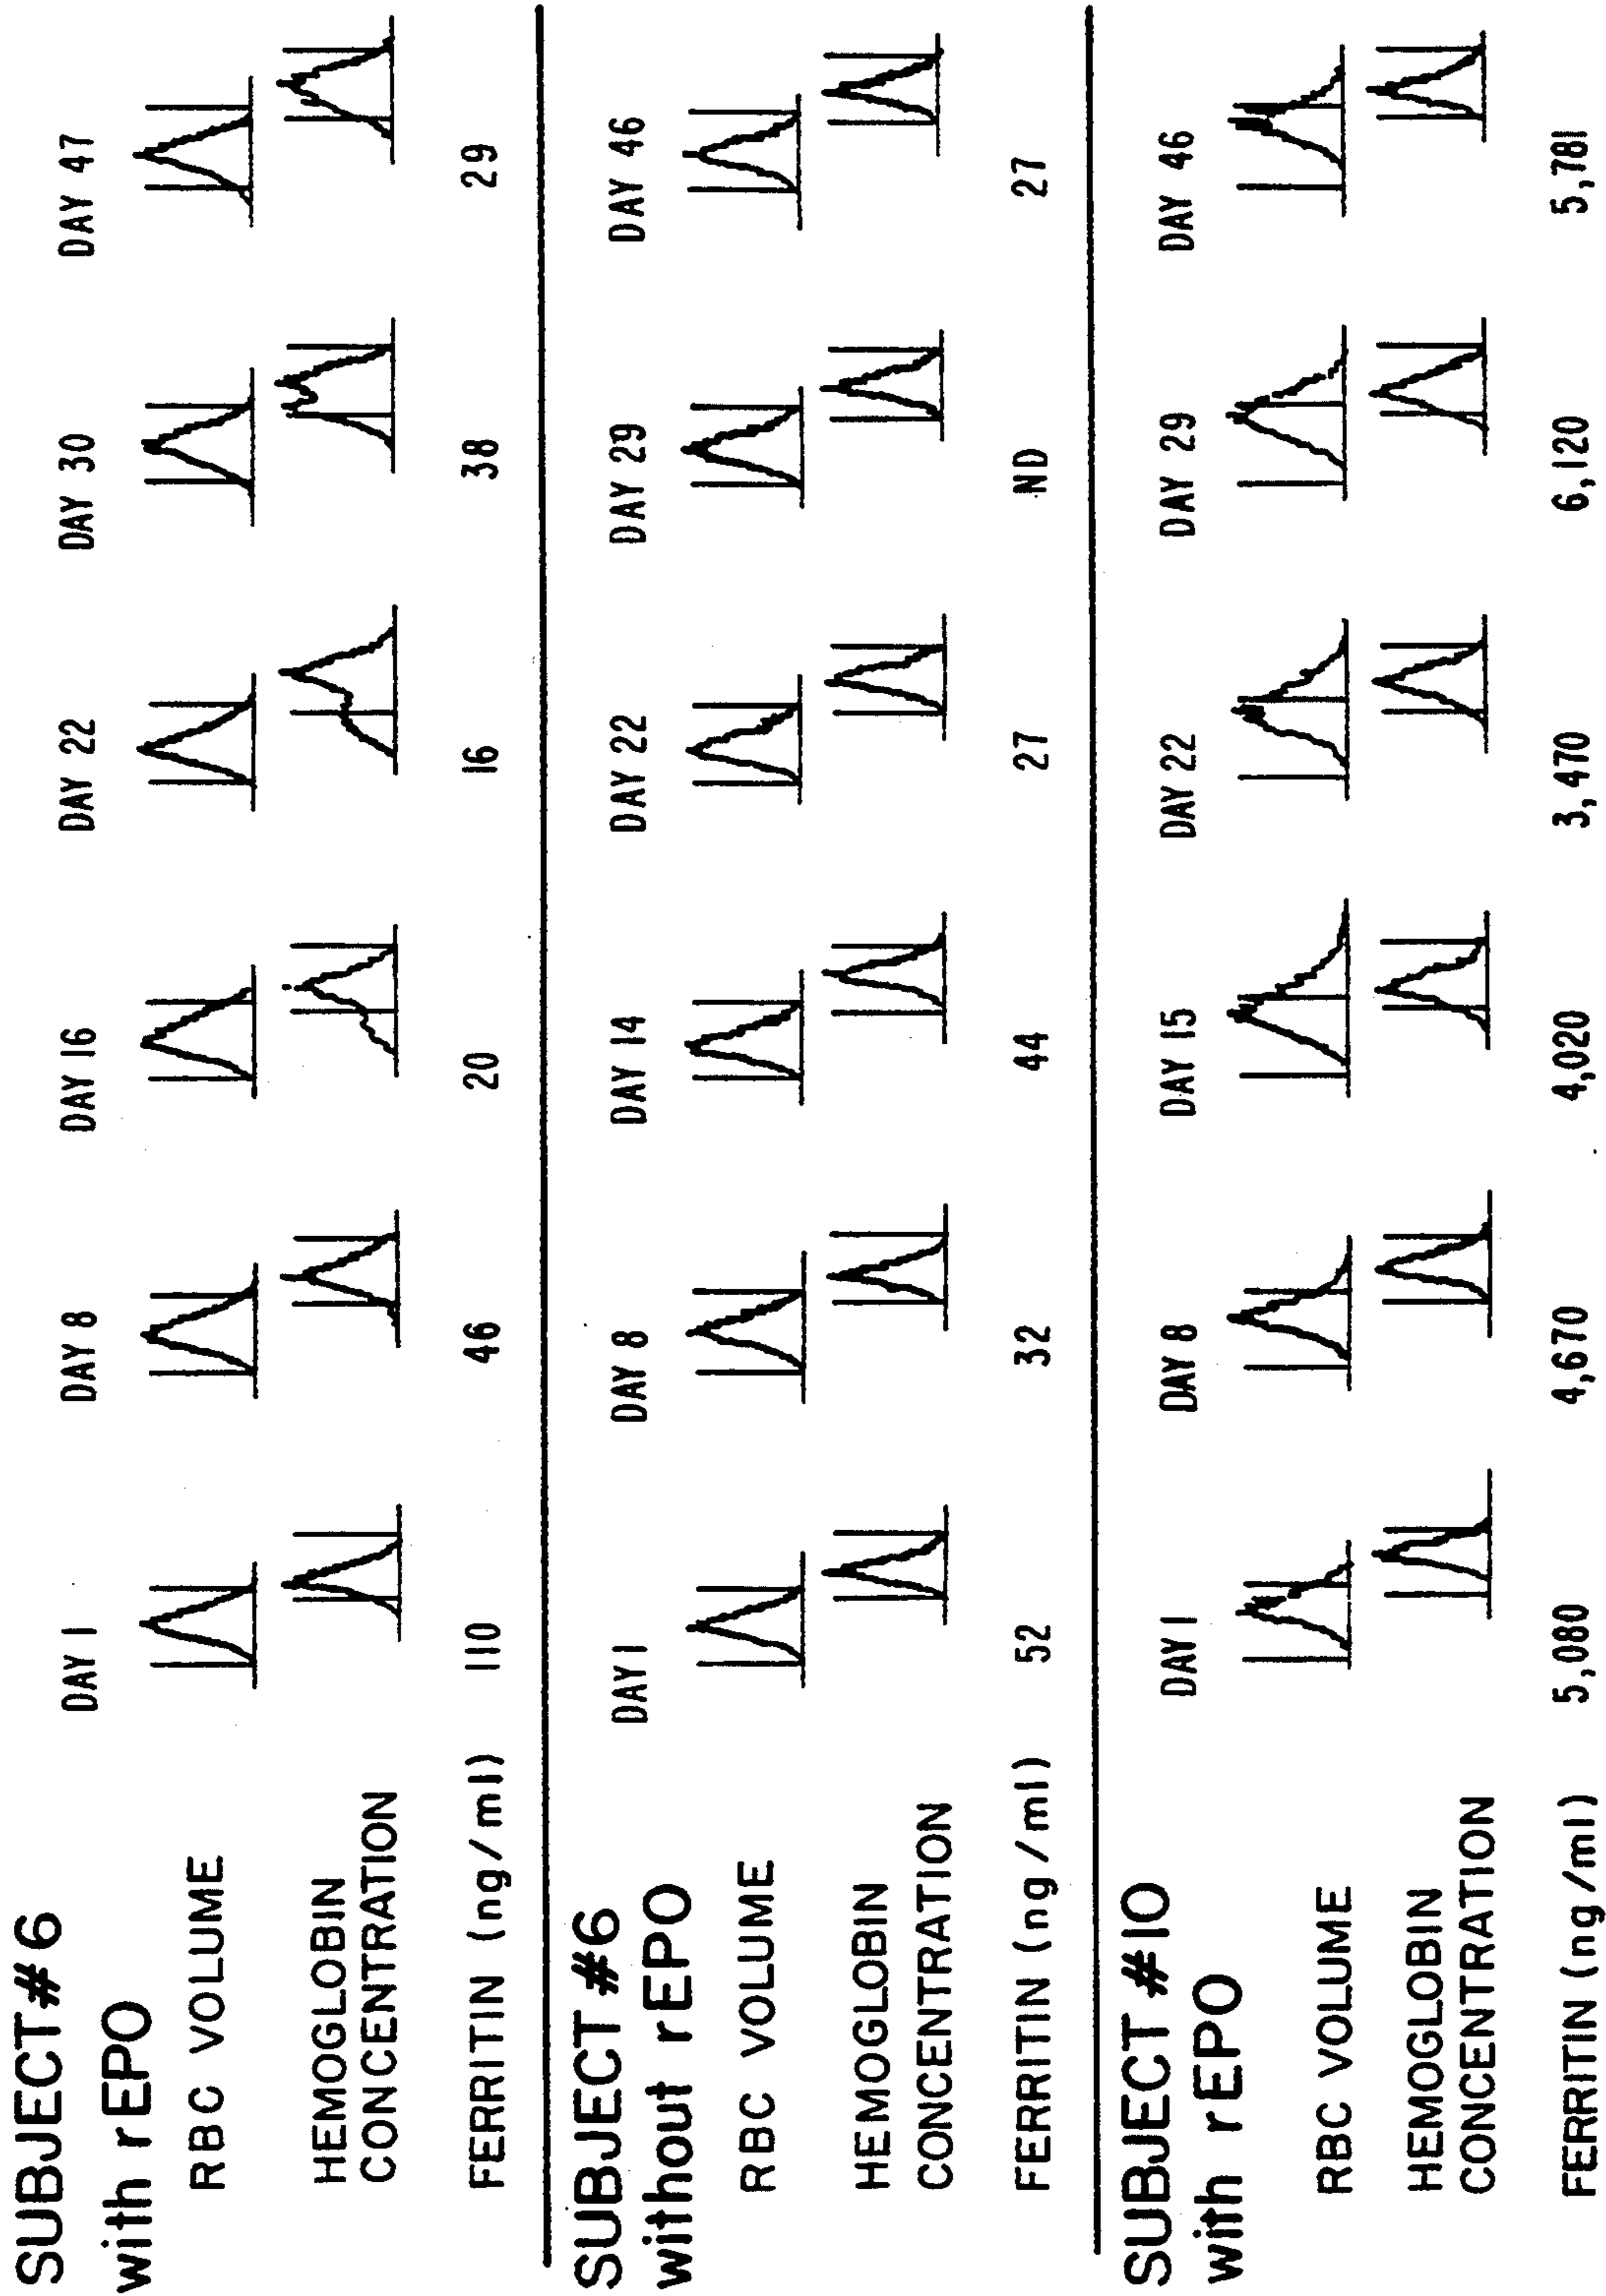 SUBJECT #6
with rEPO
DAY 1 DAY 8 DAY 16 DAY 22 DAY 30 DAY 47
RBC VOLUME
HEMOGLOBIN
CONCENTRATION
FERRITIN (ng/ml) 110 46 20 16 38 29
SUBJECT #6
without rEPO
DAY 1 DAY 8 DAY 14 DAY 22 DAY 29 DAY 46
RBC VOLUME
HEMOGLOBIN
CONCENTRATION
FERRITIN (ng/ml) 52 32 44 27 ND 27
SUBJECT #10
with rEPO
DAY 1 DAY 8 DAY 15 DAY 22 DAY 29 DAY 46
RBC VOLUME
HEMOGLOBIN
CONCENTRATION
FERRITIN (ng/ml) 5,080 4,670 4,020 3,470 6,120 5,781